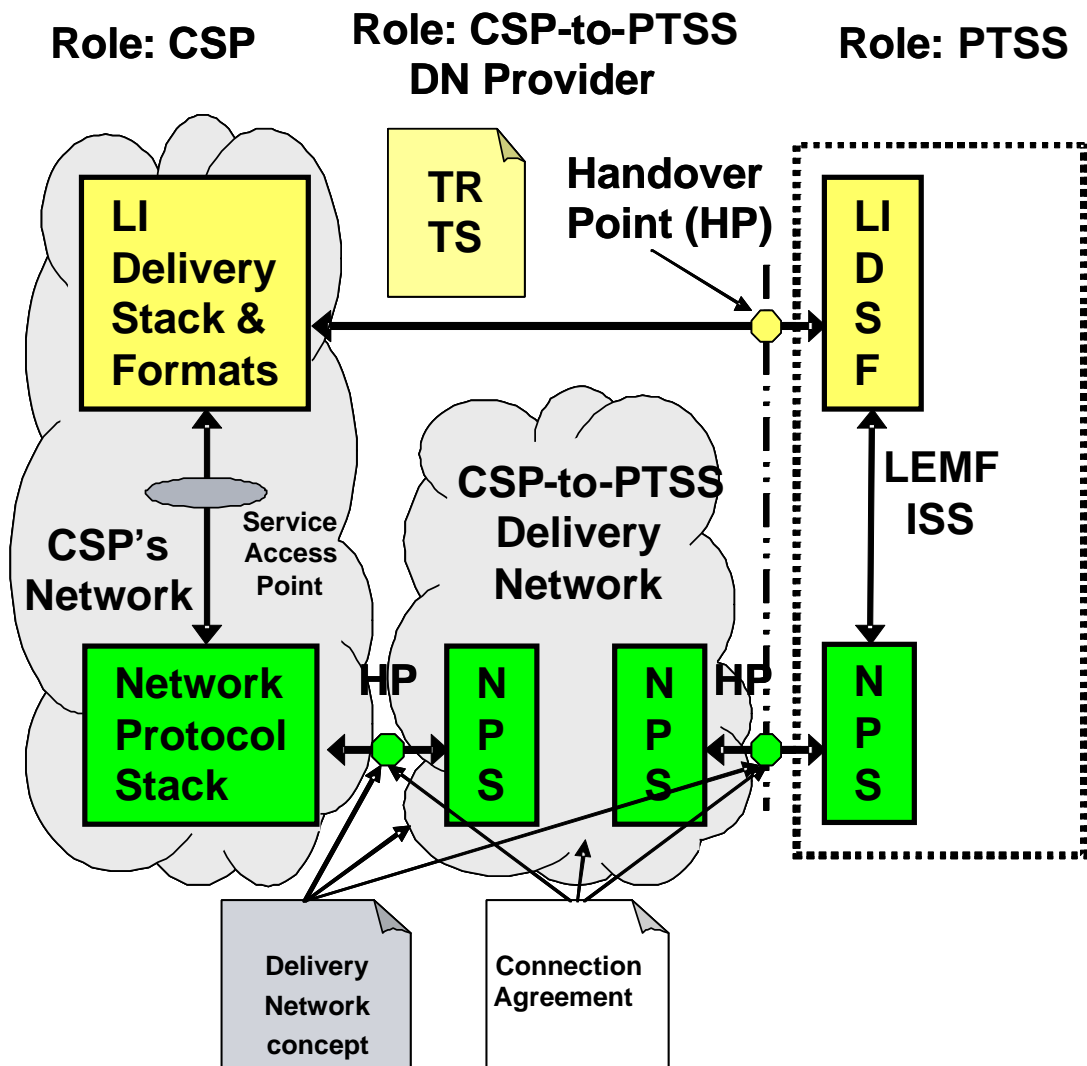 Role: CSP
Role: CSP-to-PTSS
DN Provider
Role: PTSS
TR
TS
Handover
Point (HP)
LI
Delivery
Stack &
Formats
LI
D
S
F
CSP's
Network
Service
Access
Point
CSP-to-PTSS
Delivery
Network
LEMF
ISS
Network
Protocol
Stack
HP
N
P
S
N
P
S
HP
N
P
S
Delivery
Network
concept
Connection
Agreement